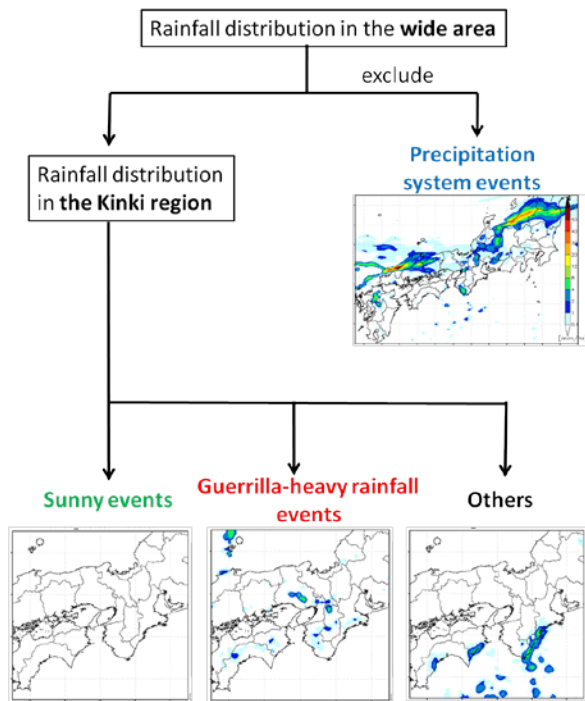 Rainfall distribution in the wide area
exclude
Rainfall distribution
in the Kinki region
Precipitation
system events
Sunny events
Guerrilla-heavy rainfall
events
Others